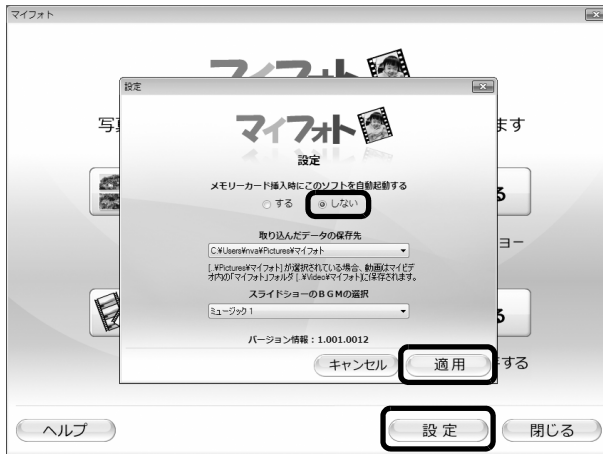 マイフォト
マイフォト
写
ます
設定
マイフォト
設定
メモリーカード挿入時にこのソフトを自動起動する
する しない
取り込んだデータの保存先
C:¥Users¥nva¥Pictures¥マイフォト
[..¥Pictures¥マイフォト] が選択されている場合、動画はマイビデ
オ内の「マイフォト」フォルダ [..¥Video¥マイフォト]に保存されます。
スライドショーのBGMの選択
ミュージック 1
バージョン情報：1.001.0012
キャンセル 適用
る
ョー
る
する
ヘルプ 設定 閉じる